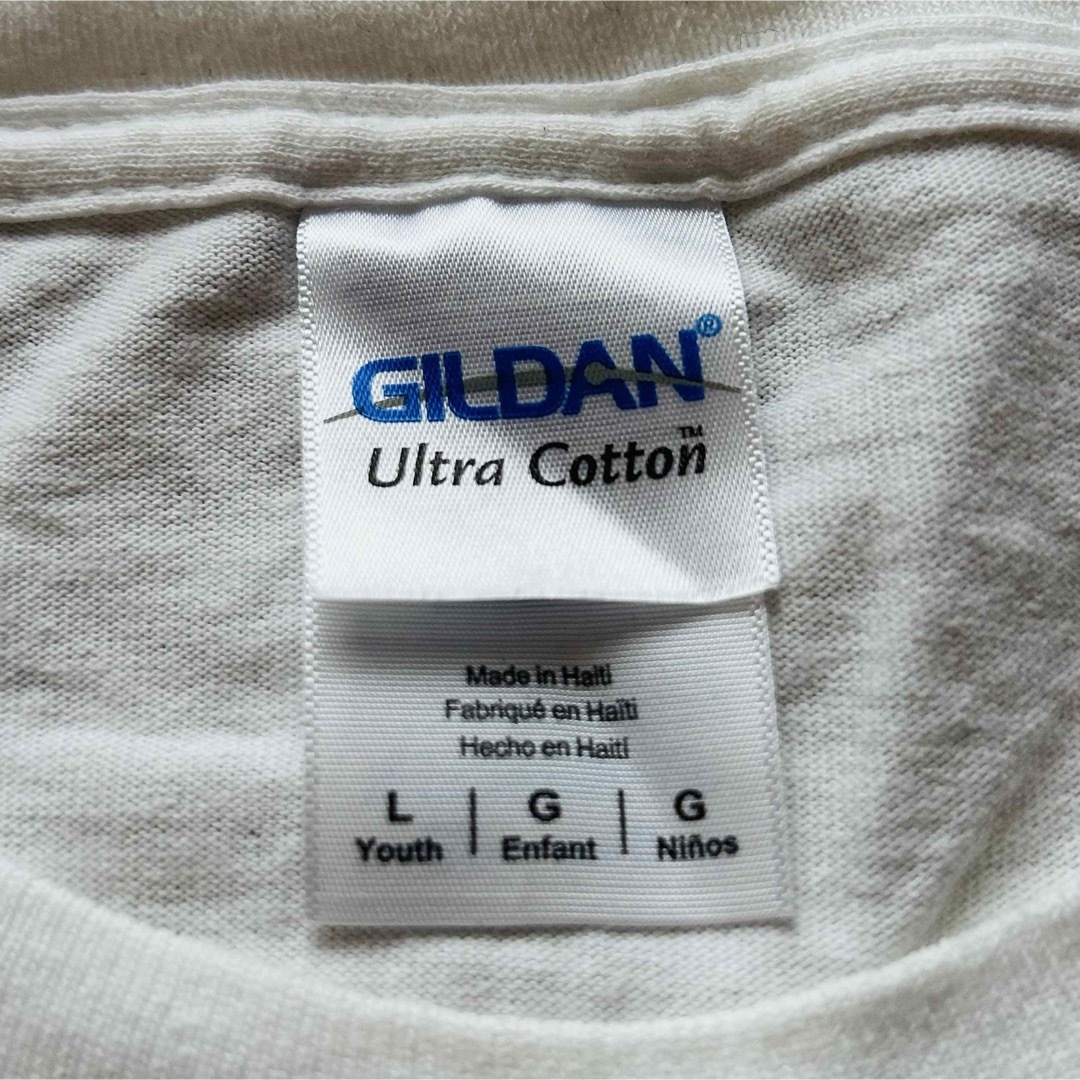 GILDAN®
Ultra Cotton™
Made in Haiti
Fabriqué en Haïti
Hecho en Haití
L | G | G
Youth | Enfant | Niños